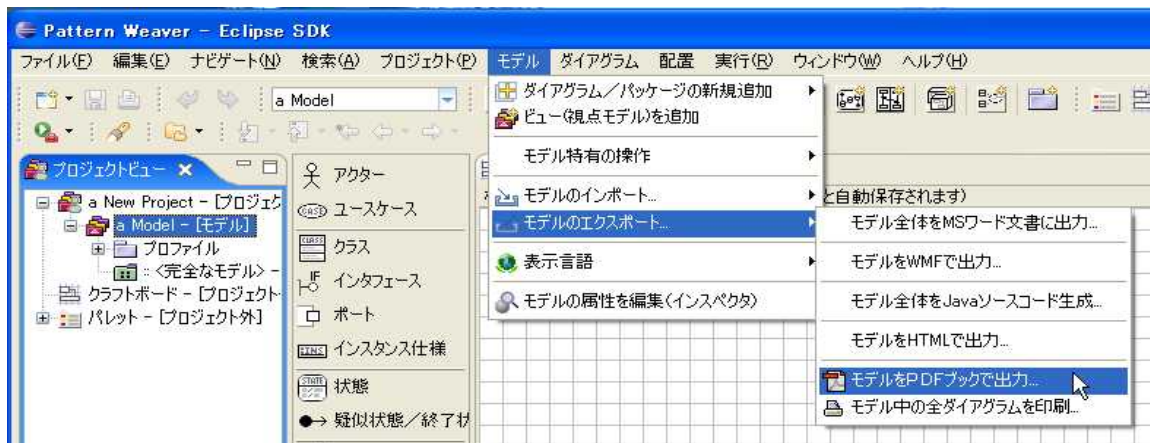 Pattern Weaver - Eclipse SDK
ファイル(F) 編集(E) ナビゲート(N) 検索(A) プロジェクト(P) モデル ダイアグラム 配置 実行(R) ウィンドウ(W) ヘルプ(H)
a Model
ダイアグラム/パッケージの新規追加
ビュー(視点モデル)を追加
モデル特有の操作
モデルのインポート...
モデルのエクスポート...
表示言語
モデルの属性を編集(インスペクタ)
プロジェクトビュー
a New Project - [プロジェク
a Model - [モデル]
プロファイル
:: <完全なモデル> -
クラフトボード - [プロジェクト
パレット - [プロジェクト外]
アクター
ユースケース
クラス
インタフェース
ポート
インスタンス仕様
状態
疑似状態/終了状
と自動保存されます)
モデル全体をMSワード文書に出力...
モデルをWMFで出力...
モデル全体をJavaソースコード生成...
モデルをHTMLで出力...
モデルをPDFブックで出力...
モデル中の全ダイアグラムを印刷...